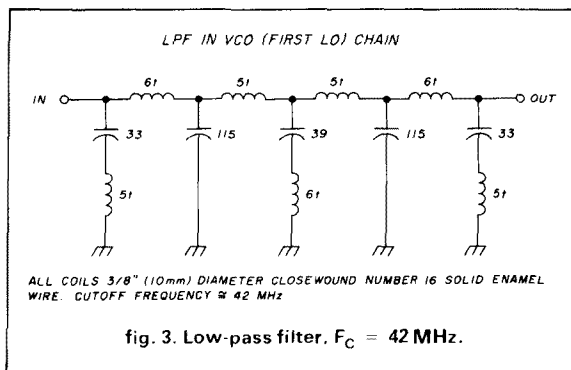 LPF IN VCO (FIRST LO) CHAIN
6t 5t 5t 6t
IN OUT
33 115 39 115 33
5t 6t 5t
ALL COILS 3/8" (10mm) DIAMETER CLOSEWOUND NUMBER 16 SOLID ENAMEL
WIRE. CUTOFF FREQUENCY ≅ 42 MHz
fig. 3. Low-pass filter, FC = 42 MHz.